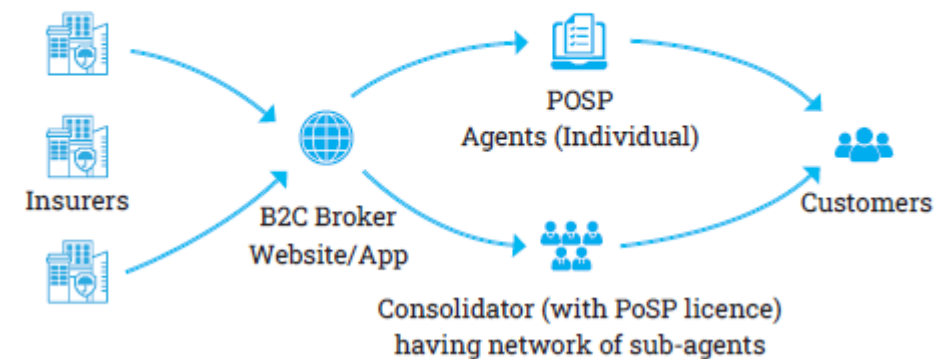 Insurers
B2C Broker
Website/App
POSP
Agents (Individual)
Consolidator (with PoSP licence)
having network of sub-agents
Customers